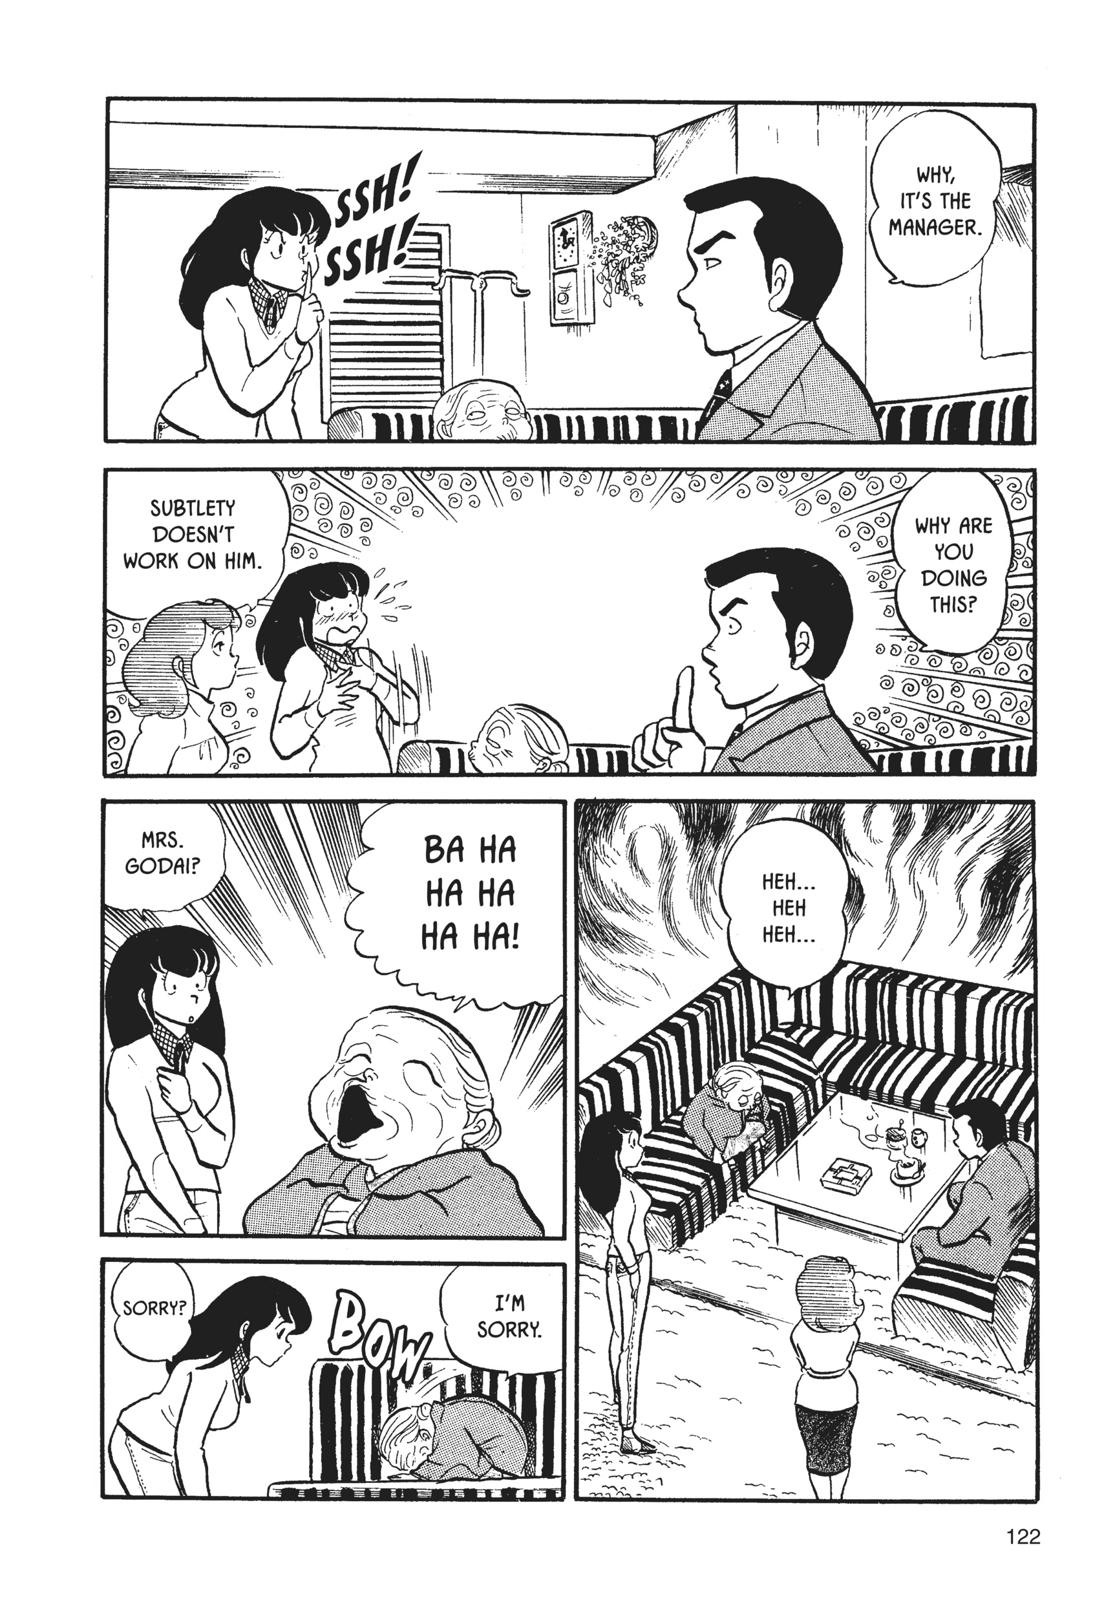 WHY,
IT'S THE
MANAGER.
SSH!
SSH!
WHY ARE
YOU
DOING
THIS?
SUBTLETY
DOESN'T
WORK ON HIM.
HEH...
HEH
HEH...
BA HA
HA HA
HA HA!
MRS.
GODAI?
I'M
SORRY.
BOW
SORRY?
122